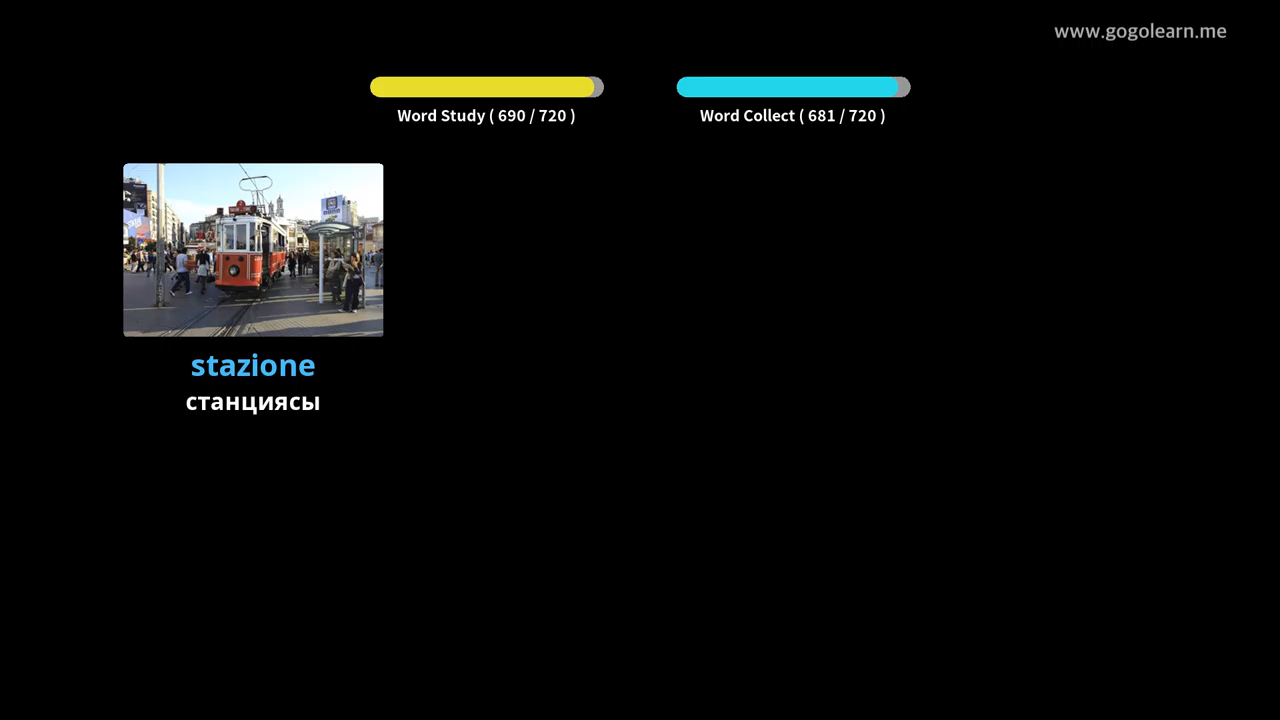 www.gogolearn.me
Word Study ( 690 / 720 )
Word Collect ( 681 / 720 )
stazione
станциясы